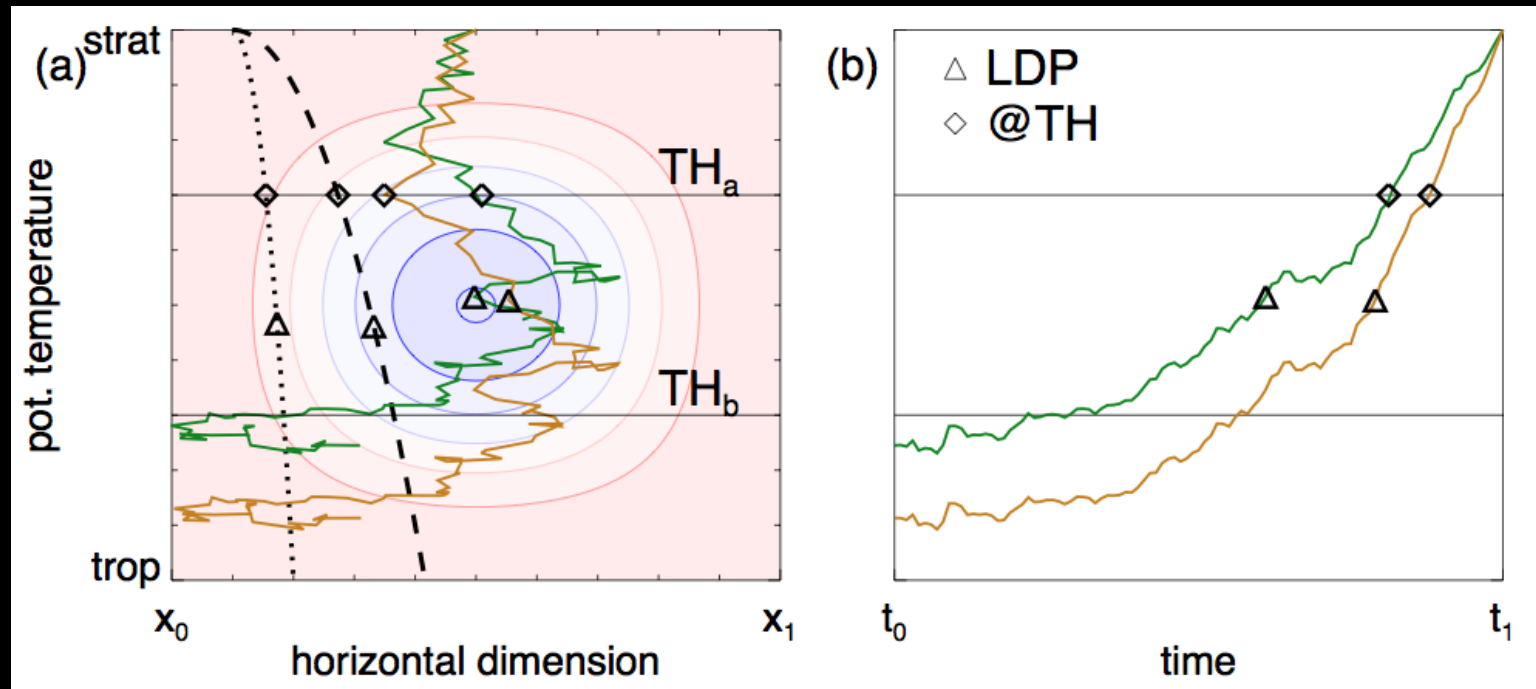 (a)
strat
TH_a
TH_b
trop
pot. temperature
x_0
x_1
horizontal dimension
(b)
△ LDP
◇ @TH
t_0
t_1
time